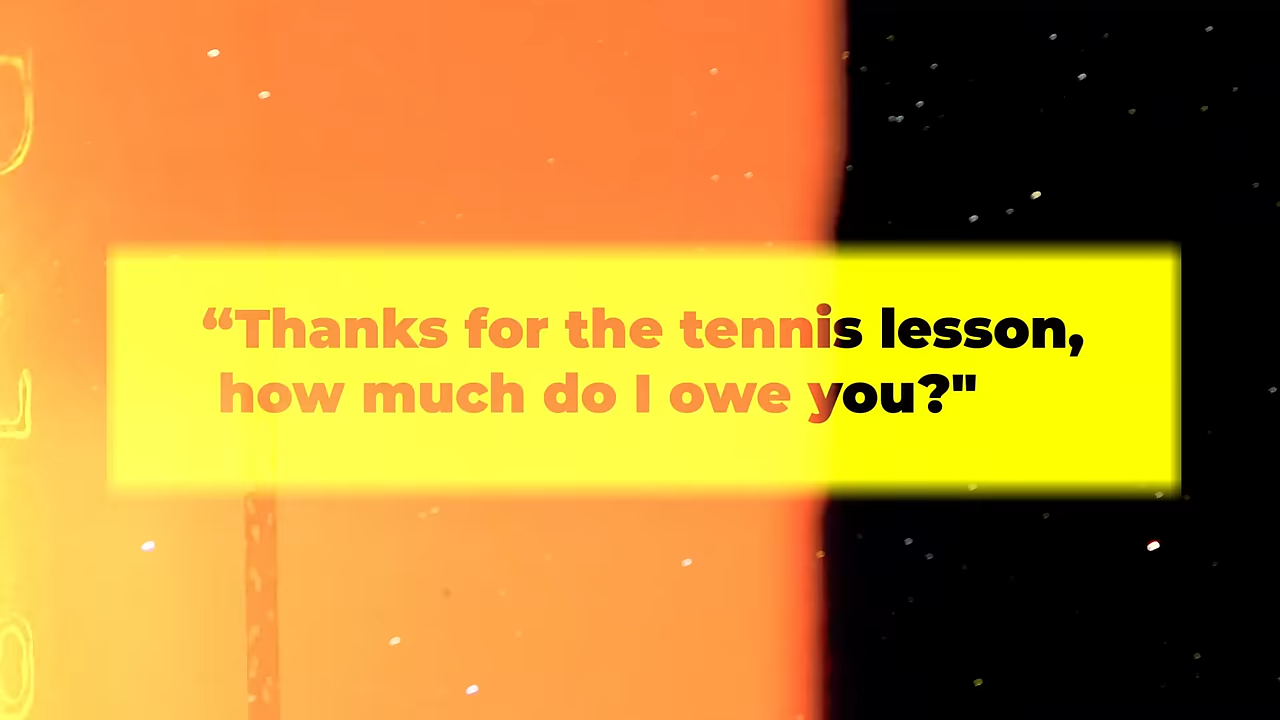 “Thanks for the tennis lesson,
how much do I owe you?"